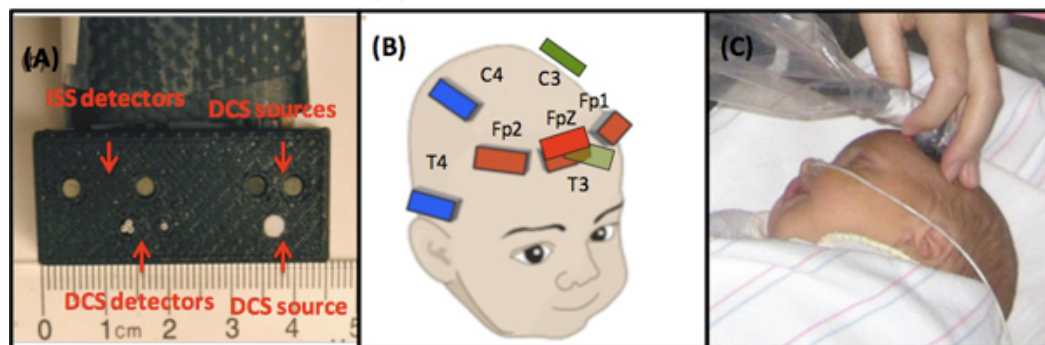 (A)
ISS detectors
DCS sources
DCS detectors
DCS source
0 1 cm 2 3 4 5
(B)
C4
C3
Fp1
FpZ
Fp2
T4
T3
(C)